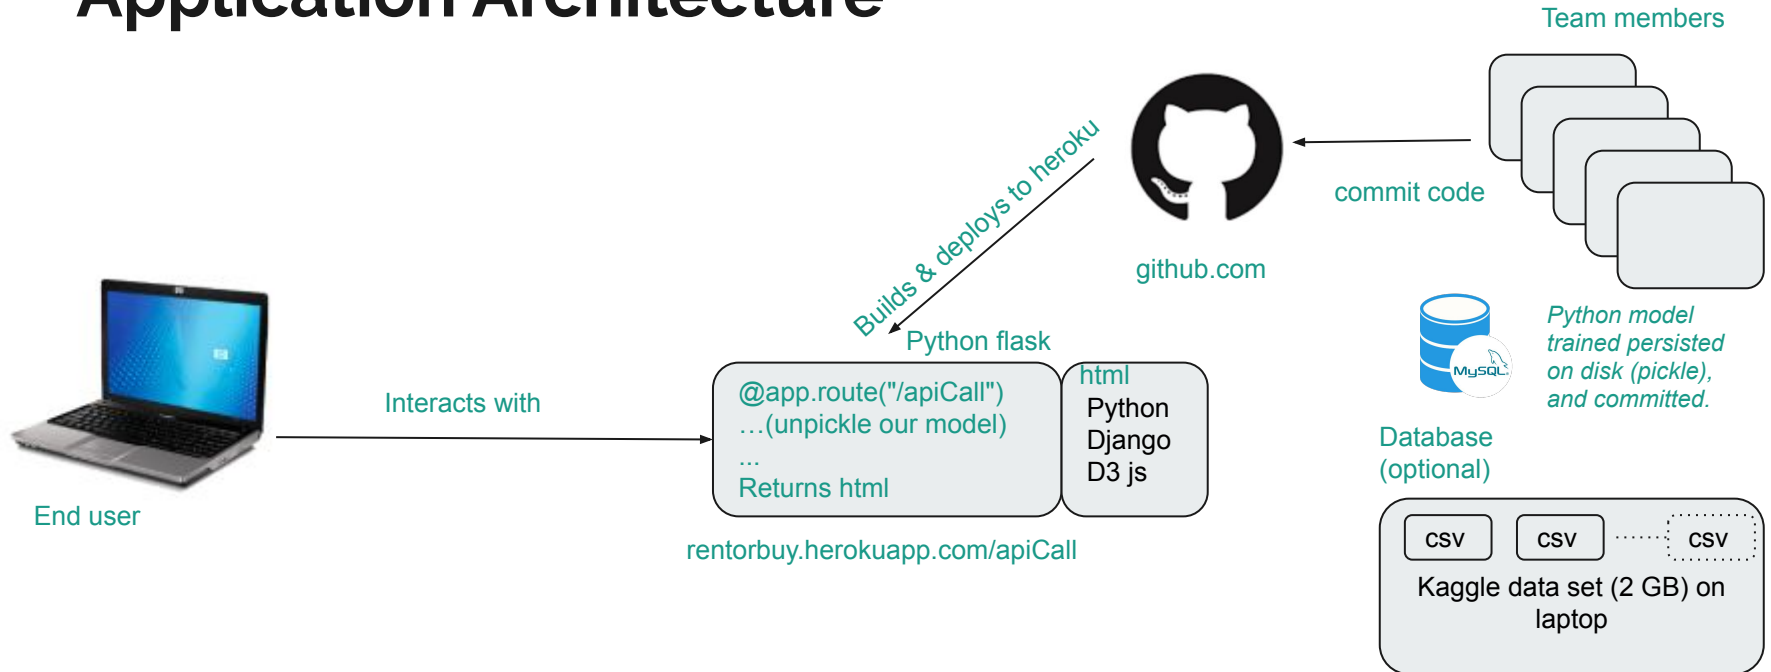 Application Architecture
Team members
Builds & deploys to heroku
commit code
github.com
Python model
trained persisted
on disk (pickle),
and committed.
MySQL
Python flask
@app.route("/apiCall")
…(unpickle our model)
...
Returns html
html
Python
Django
D3 js
Interacts with
End user
rentorbuy.herokuapp.com/apiCall
Database
(optional)
csv
csv
csv
Kaggle data set (2 GB) on
laptop